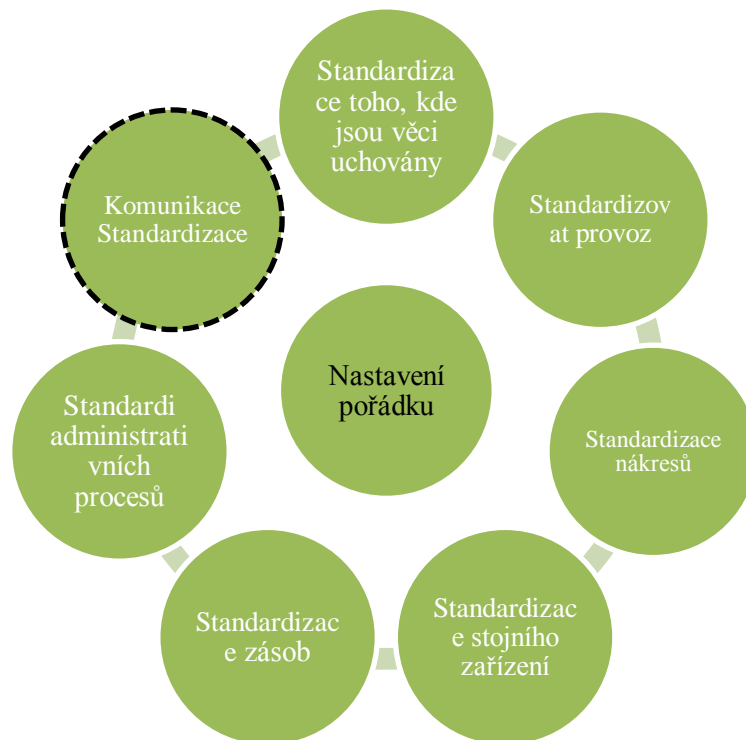 Standardiza
ce toho, kde
jsou věci
uchovány
Komunikace
Standardizace
Standardizov
at provoz
Nastavení
pořádku
Standardi
administrati
vních
procesů
Standardizace
nákresů
Standardizac
e zásob
Standardizac
e stojního
zařízení